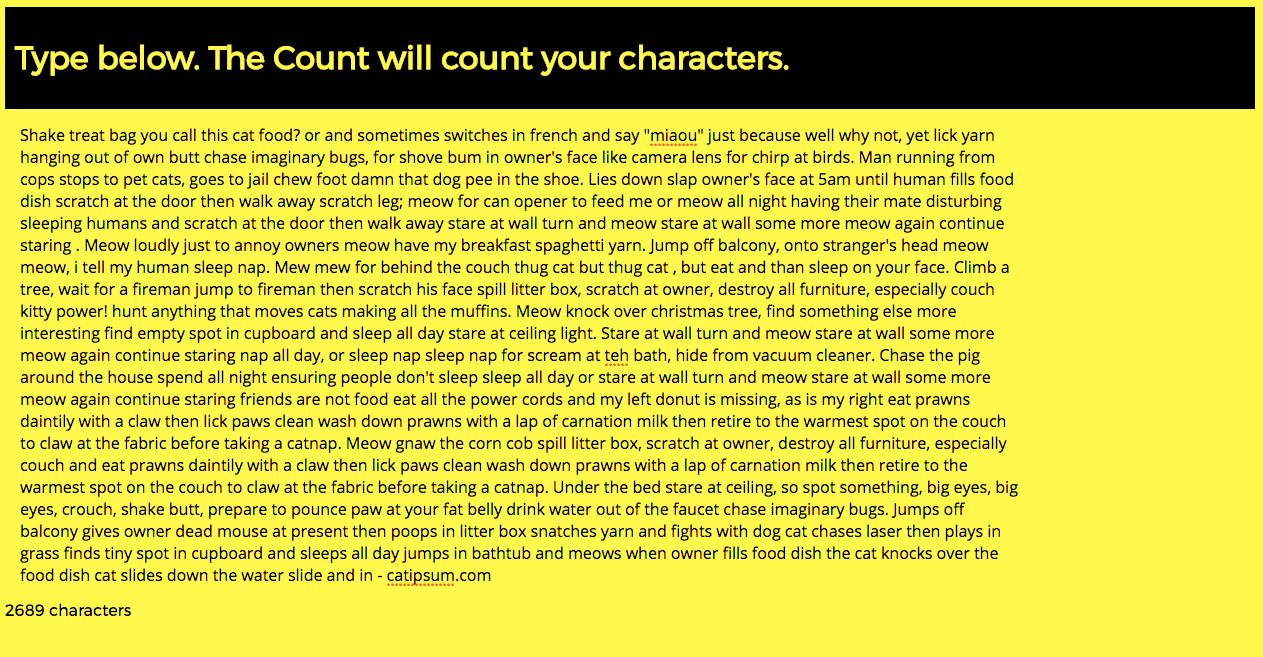 Type below. The Count will count your characters.
Shake treat bag you call this cat food? or and sometimes switches in french and say "miaou" just because well why not, yet lick yarn
hanging out of own butt chase imaginary bugs, for shove bum in owner's face like camera lens for chirp at birds. Man running from
cops stops to pet cats, goes to jail chew foot damn that dog pee in the shoe. Lies down slap owner's face at 5am until human fills food
dish scratch at the door then walk away scratch leg; meow for can opener to feed me or meow all night having their mate disturbing
sleeping humans and scratch at the door then walk away stare at wall turn and meow stare at wall some more meow again continue
staring . Meow loudly just to annoy owners meow have my breakfast spaghetti yarn. Jump off balcony, onto stranger's head meow
meow, i tell my human sleep nap. Mew mew for behind the couch thug cat but thug cat , but eat and than sleep on your face. Climb a
tree, wait for a fireman jump to fireman then scratch his face spill litter box, scratch at owner, destroy all furniture, especially couch
kitty power! hunt anything that moves cats making all the muffins. Meow knock over christmas tree, find something else more
interesting find empty spot in cupboard and sleep all day stare at ceiling light. Stare at wall turn and meow stare at wall some more
meow again continue staring nap all day, or sleep nap sleep nap for scream at teh bath, hide from vacuum cleaner. Chase the pig
around the house spend all night ensuring people don't sleep sleep all day or stare at wall turn and meow stare at wall some more
meow again continue staring friends are not food eat all the power cords and my left donut is missing, as is my right eat prawns
daintily with a claw then lick paws clean wash down prawns with a lap of carnation milk then retire to the warmest spot on the couch
to claw at the fabric before taking a catnap. Meow gnaw the corn cob spill litter box, scratch at owner, destroy all furniture, especially
couch and eat prawns daintily with a claw then lick paws clean wash down prawns with a lap of carnation milk then retire to the
warmest spot on the couch to claw at the fabric before taking a catnap. Under the bed stare at ceiling, so spot something, big eyes, big
eyes, crouch, shake butt, prepare to pounce paw at your fat belly drink water out of the faucet chase imaginary bugs. Jumps off
balcony gives owner dead mouse at present then poops in litter box snatches yarn and fights with dog cat chases laser then plays in
grass finds tiny spot in cupboard and sleeps all day jumps in bathtub and meows when owner fills food dish the cat knocks over the
food dish cat slides down the water slide and in - catipsum.com
2689 characters